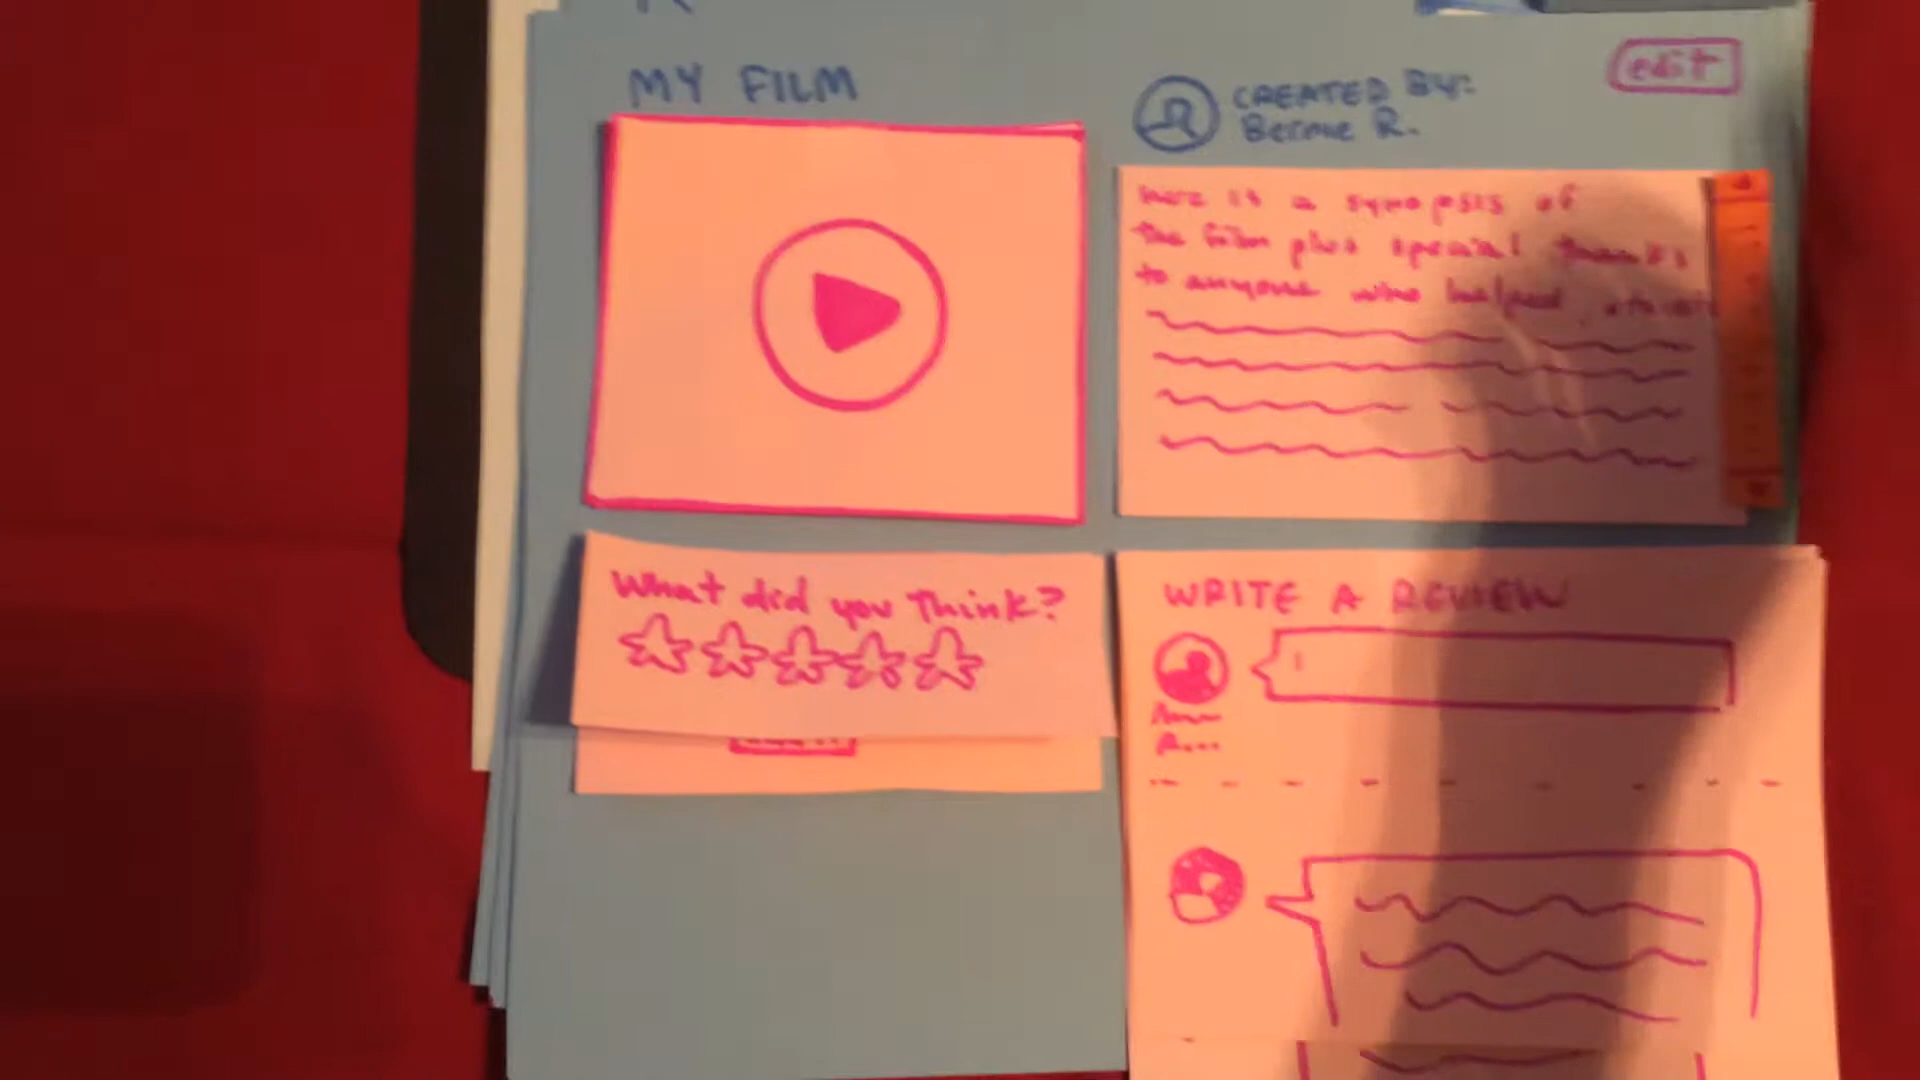 MY FILM
edit
CREATED BY:
Bernie R.
Here is a synopsis of
the film plus special thanks
to anyone who helped,
What did you Think?
WRITE A REVIEW